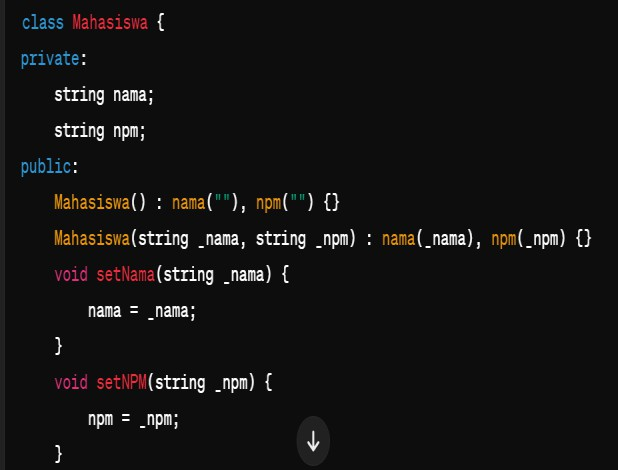 class Mahasiswa {
private:
    string nama;
    string npm;
public:
    Mahasiswa() : nama(""), npm("") {}
    Mahasiswa(string _nama, string _npm) : nama(_nama), npm(_npm) {}
    void setNama(string _nama) {
        nama = _nama;
    }
    void setNPM(string _npm) {
        npm = _npm;
    }